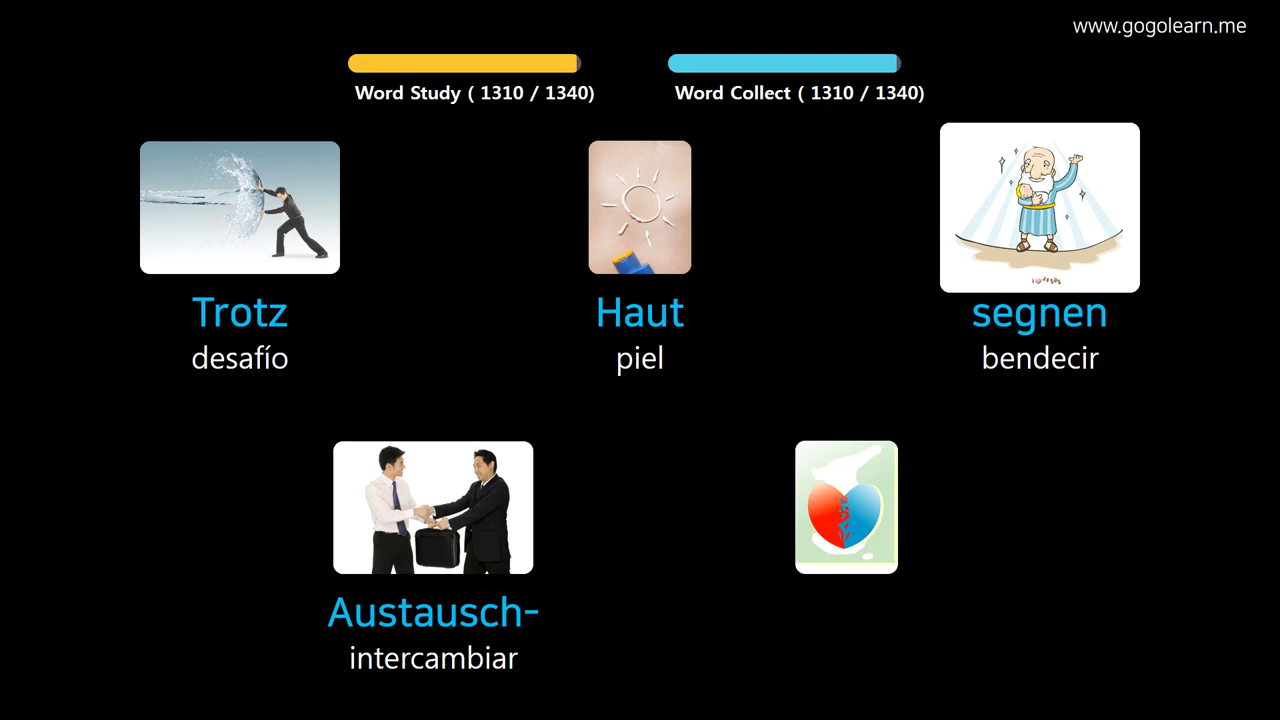 www.gogolearn.me
Word Study ( 1310 / 1340)
Word Collect ( 1310 / 1340)
I JESUS
Trotz
Haut
segnen
desafío
piel
bendecir
Austausch-
intercambiar